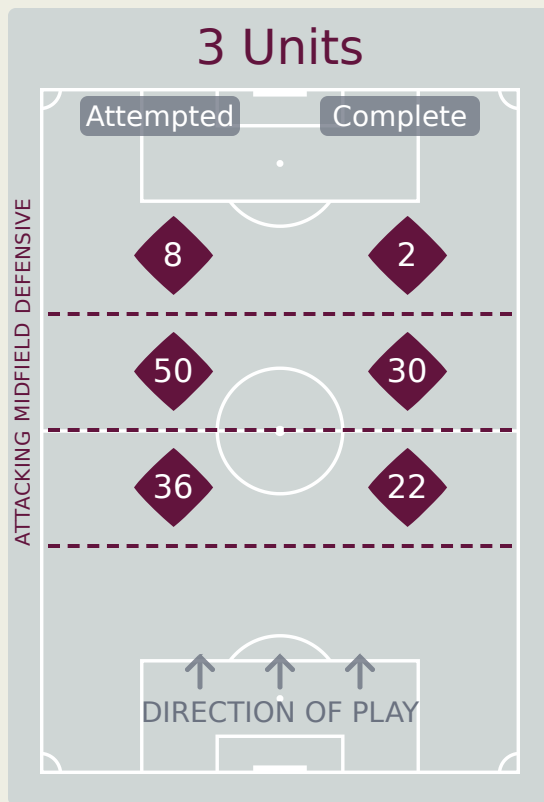 3 Units
Attempted Complete
8 2
50 30
36 22
ATTACKING MIDFIELD DEFENSIVE
DIRECTION OF PLAY